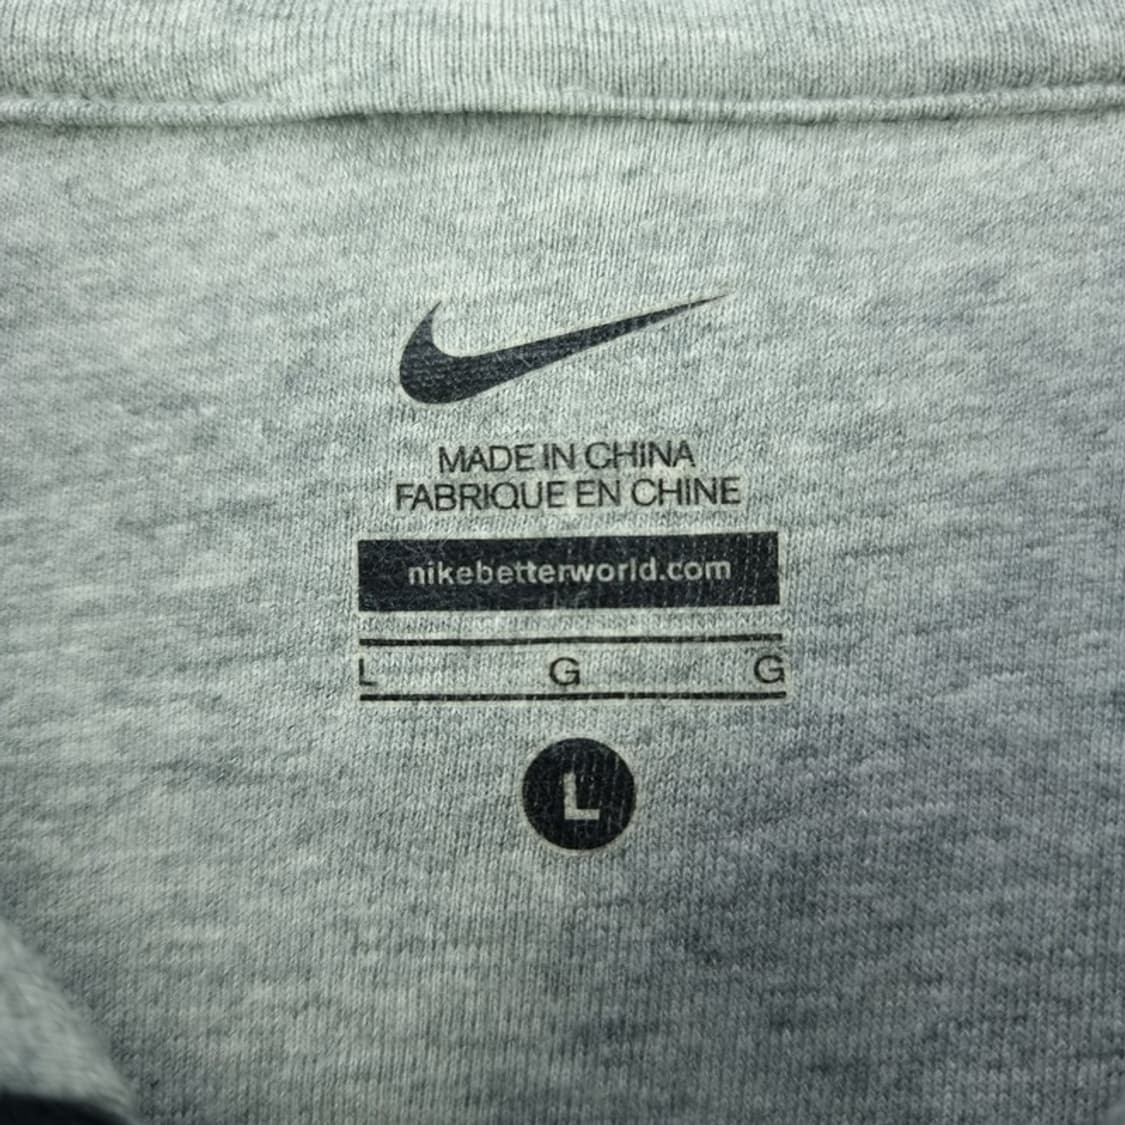 MADE IN CHINA
FABRIQUE EN CHINE
nikebetterworld.com
L G G
L